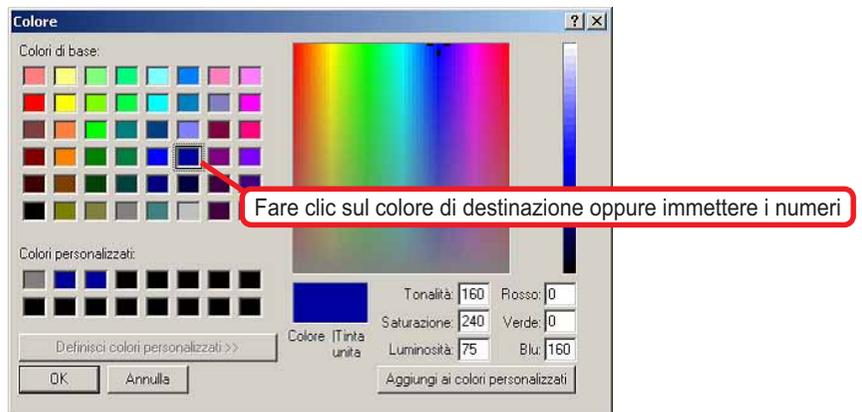 Colore
Colori di base:
Fare clic sul colore di destinazione oppure immettere i numeri
Colori personalizzati:
Definisci colori personalizzati >>
OK Annulla
Colore |Tinta
unita
Tonalità: 160 Rosso: 0
Saturazione: 240 Verde: 0
Luminosità: 75 Blu: 160
Aggiungi ai colori personalizzati